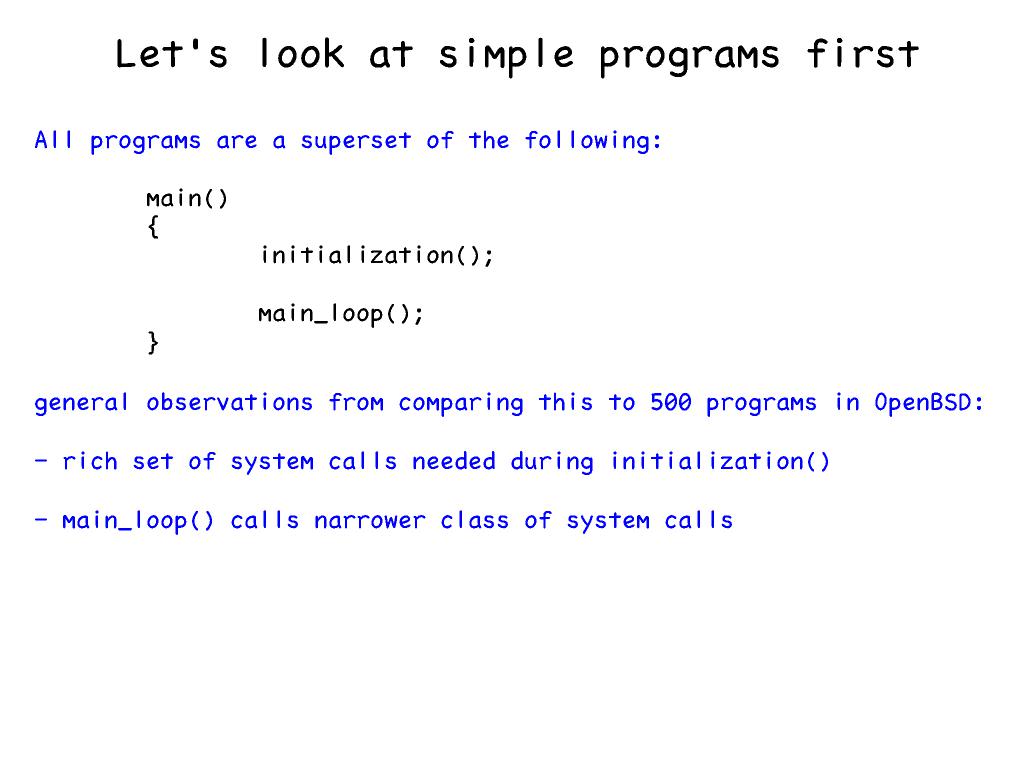 Let's look at simple programs first
All programs are a superset of the following:
main()
{
initialization();
main_loop();
}
general observations from comparing this to 500 programs in OpenBSD:
- rich set of system calls needed during initialization()
- main_loop() calls narrower class of system calls